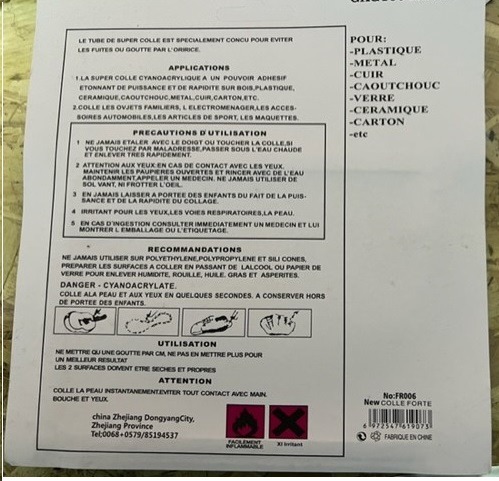 LE TUBE DE SUPER COLLE EST SPECIALEMENT CONCU POUR EVITER
LES FUITES OU GOUTTE PAR L'ORIRICE.
APPLICATIONS
1.LA SUPER COLLE CYANOACRYLIQUE A UN POUVOIR ADHESIF
ETONNANT DE PUISSANCE ET DE RAPIDITE SUR BOIS,PLASTIQUE,
CERAMIQUE,CAOUTCHOUC.METAL,CUIR,CARTON,ETC.
2.COLLE LES OVJETS FAMILIERS, L ELECTROMENAGER,LES ACCES-
SOIRES AUTOMOBILES,LES ARTICLES DE SPORT, LES MAQUETTES.
PRECAUTIONS D'UTILISATION
1 NE JAMAIS ETALER AVEC LE DOIGT OU TOUCHER LA COLLE,SI
VOUS TOUCHEZ PAR MALADRESSE,PASSER SOUS L'EAU CHAUDE
ET ENLEVER TRES RAPIDEMENT.
2 ATTENTION AUX YEUX:EN CAS DE CONTACT AVEC LES YEUX.
MAINTENIR LES PAUPIERES OUVERTES ET RINCER AVEC DE L'EAU
ABONDAMMENT,APPELER UN MEDECIN. NE JAMAIS UTILISER DE
SOL VANT, NI FROTTER L'OEIL.
3 EN JAMAIS LAISSER A PORTEE DES ENFANTS DU FAIT DE LA PUIS-
SANCE ET DE LA RAPIDITE DU COLLAGE.
4 IRRITANT POUR LES YEUX,LES VOIES RESPIRATOIRES,LA PEAU.
5 EN CAS D'INGESTION CONSULTER IMMEDIATEMENT UN MEDECIN ET LUI
MONTRER L EMBALLAGE OU L'ETIQUETAGE.
RECOMMANDATIONS
NE JAMAIS UTILISER SUR POLYETHYLENE,POLYPROPYLENE ET SILI CONES,
PREPARER LES SURFACES A COLLER EN PASSANT DE LALCOOL OU PAPIER DE
VERRE POUR ENLEVER HUMIDITE, ROUILLE, HUILE. GRAS ET ASPERITES.
DANGER - CYANOACRYLATE.
COLLE ALA PEAU ET AUX YEUX EN QUELQUES SECONDES. A CONSERVER HORS
DE PORTEE DES ENFANTS.
UTILISATION
NE METTRE QU UNE GOUTTE PAR CM, NE PAS EN METTRE PLUS POUR
UN MEILLEUR RESULTAT
LES 2 SURFACES DOIVENT ETRE SECHES ET PROPRES
ATTENTION
COLLE LA PEAU INSTANTANEMENT.EVITER TOUT CONTACT AVEC MAIN.
BOUCHE ET YEUX.
china Zhejiang DongyangCity,
Zhejiang Province
Tel;0068+0579/85194537
FACILEMENT
INFLAMMABLE
Xi Irritant
POUR:
-PLASTIQUE
-METAL
-CUIR
-CAOUTCHOUC
-VERRE
-CERAMIQUE
-CARTON
-etc
No:FR006
New COLLE FORTE
6 972547 619075
FABRIQUE EN CHINE